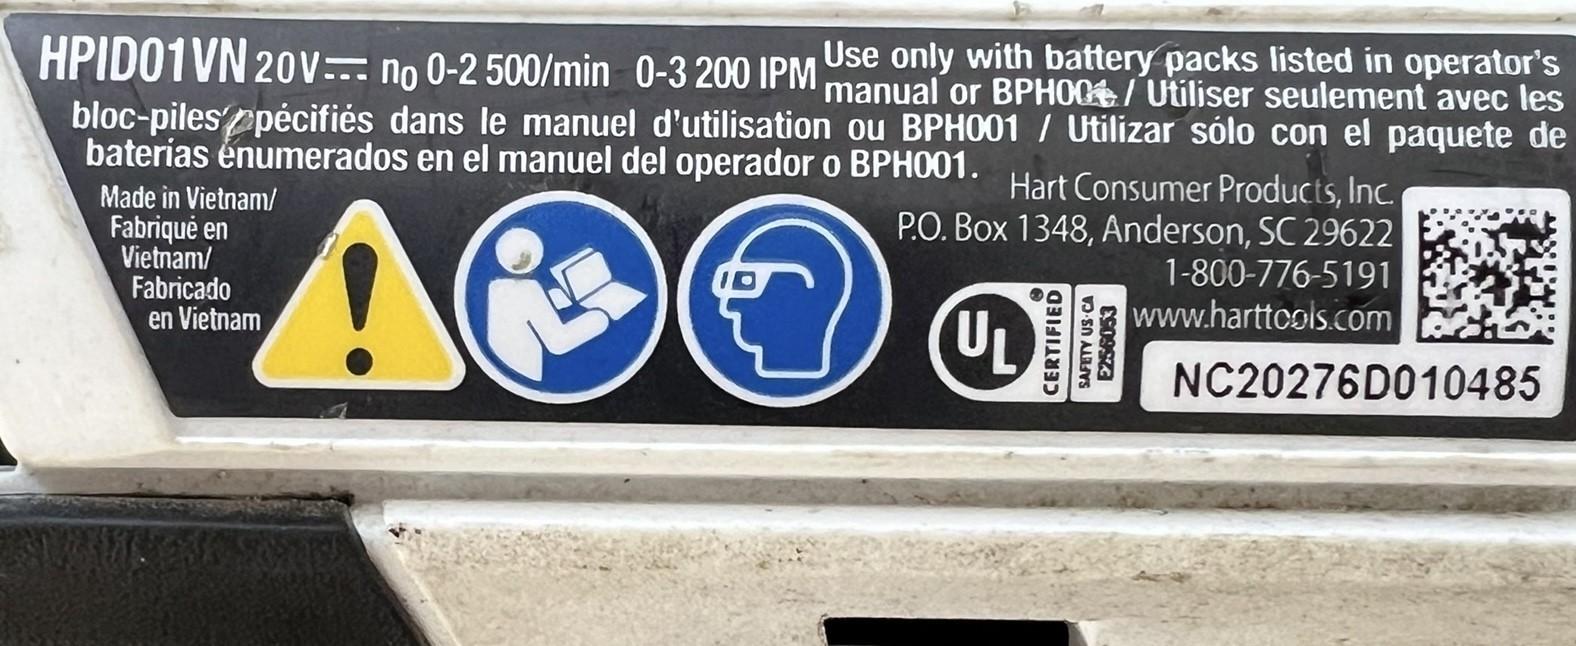 HPID01VN 20V n₀ 0-2 500/min 0-3 200 IPM Use only with battery packs listed in operator's
manual or BPH001 / Utiliser seulement avec les
bloc-piles spécifiés dans le manuel d'utilisation ou BPH001 / Utilizar sólo con el paquete de
baterías enumerados en el manuel del operador o BPH001.
Made in Vietnam/
Fabriqué en
Vietnam/
Fabricado
en Vietnam
Hart Consumer Products, Inc.
P.O. Box 1348, Anderson, SC 29622
1-800-776-5191
www.harttools.com
UL
®
CERTIFIED
SAFETY US·CA
E256053
NC20276D010485